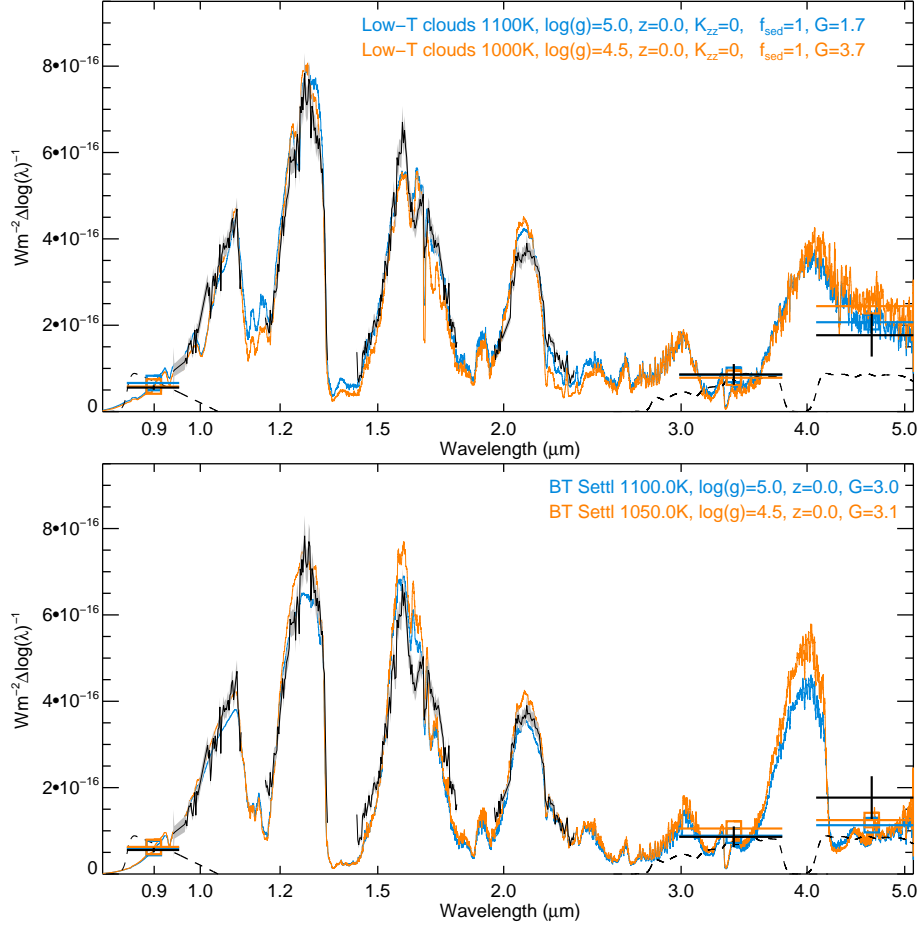 Low-T clouds 1100K, log(g)=5.0, z=0.0, K_zz=0, f_sed=1, G=1.7
Low-T clouds 1000K, log(g)=4.5, z=0.0, K_zz=0, f_sed=1, G=3.7
8•10^-16
6•10^-16
4•10^-16
2•10^-16
0
Wm^-2Δlog(λ)^-1
0.9 1.0 1.2 1.5 2.0 3.0 4.0 5.0
Wavelength (μm)
BT Settl 1100.0K, log(g)=5.0, z=0.0, G=3.0
BT Settl 1050.0K, log(g)=4.5, z=0.0, G=3.1
8•10^-16
6•10^-16
4•10^-16
2•10^-16
0
Wm^-2Δlog(λ)^-1
0.9 1.0 1.2 1.5 2.0 3.0 4.0 5.0
Wavelength (μm)